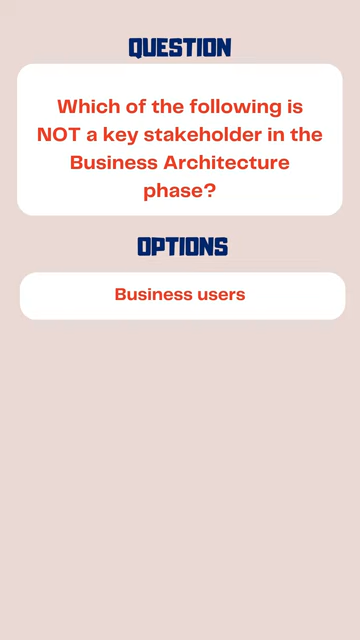 QUESTION
Which of the following is
NOT a key stakeholder in the
Business Architecture
phase?
OPTIONS
Business users